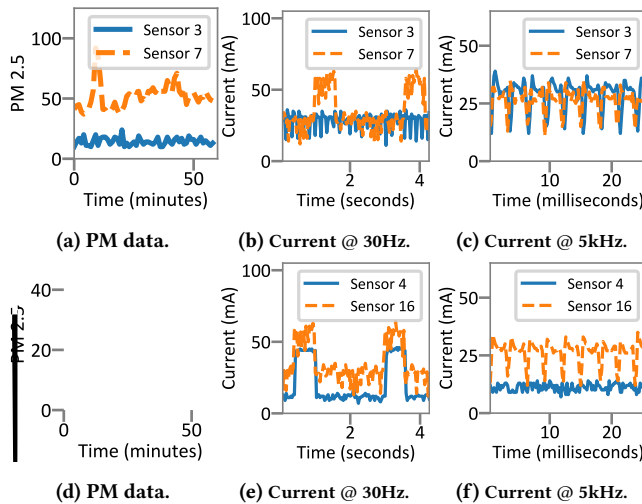 100
50
0
PM 2.5
Sensor 3
Sensor 7
0
50
Time (minutes)
(a) PM data.
100
50
0
Current (mA)
Sensor 3
Sensor 7
2
4
Time (seconds)
(b) Current @ 30Hz.
50
25
0
Current (mA)
Sensor 3
Sensor 7
10
20
Time (milliseconds)
(c) Current @ 5kHz.
40
20
0
PM 2.5
0
50
Time (minutes)
(d) PM data.
100
50
0
Current (mA)
Sensor 4
Sensor 16
2
4
Time (seconds)
(e) Current @ 30Hz.
50
25
0
Current (mA)
Sensor 4
Sensor 16
10
20
Time (milliseconds)
(f) Current @ 5kHz.